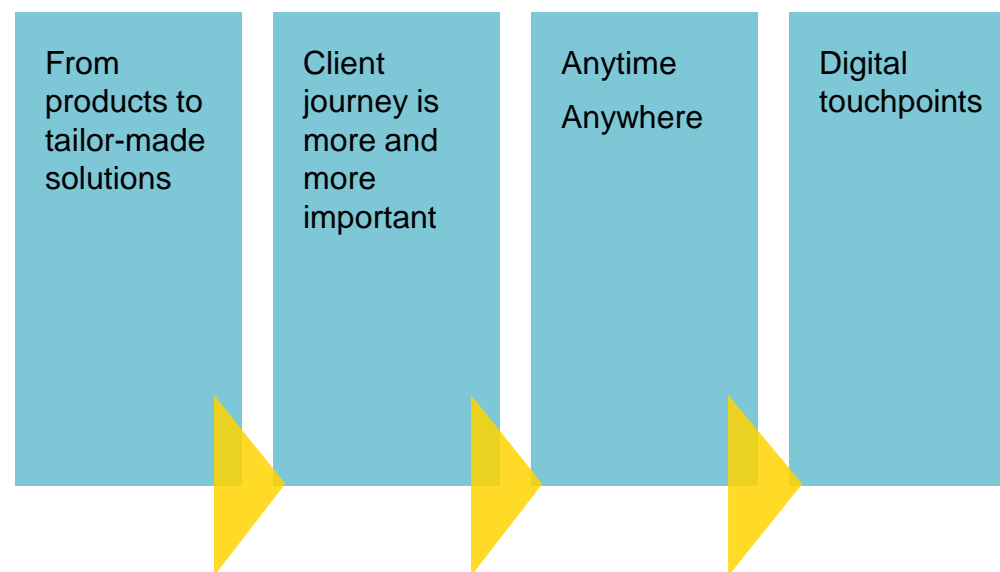 From
products to
tailor-made
solutions
Client
journey is
more and
more
important
Anytime
Anywhere
Digital
touchpoints